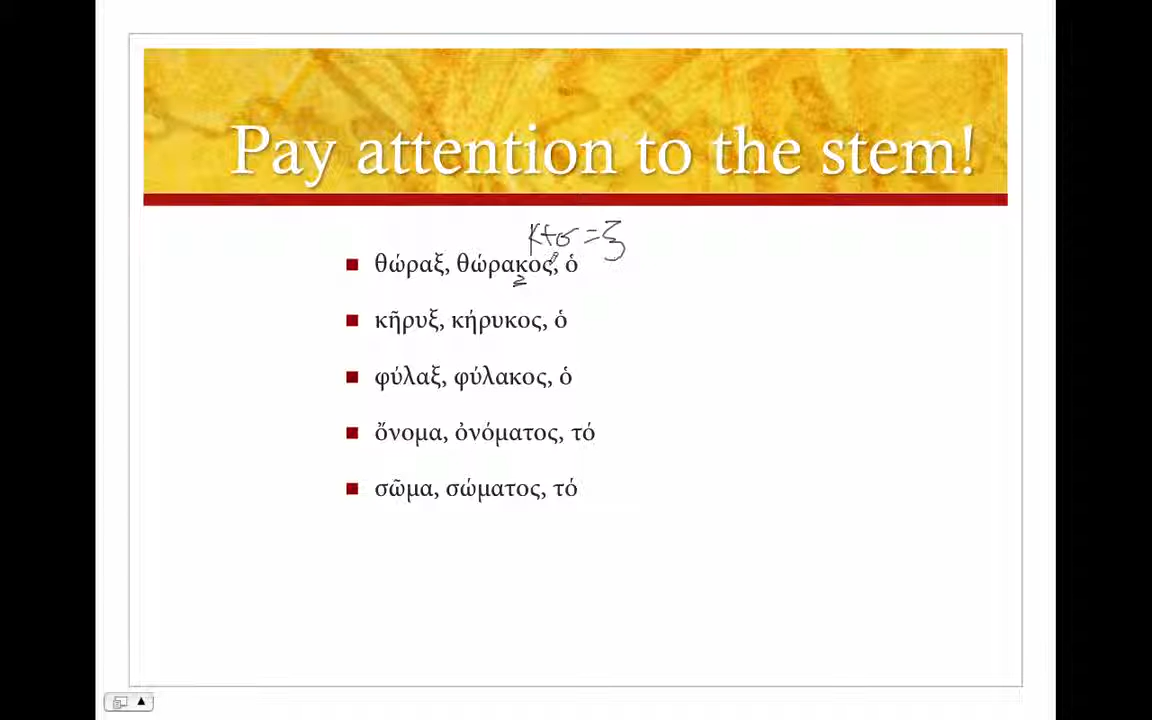 Pay attention to the stem!
κ+σ=ξ
θώραξ, θώρακος, ὁ
κῆρυξ, κήρυκος, ὁ
φύλαξ, φύλακος, ὁ
ὄνομα, ὀνόματος, τό
σῶμα, σώματος, τό